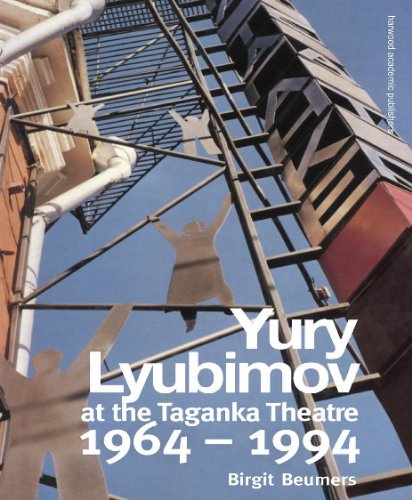 harwood academic publishers
Yury
Lyubimov
at the Taganka Theatre
1964 – 1994
Birgit Beumers